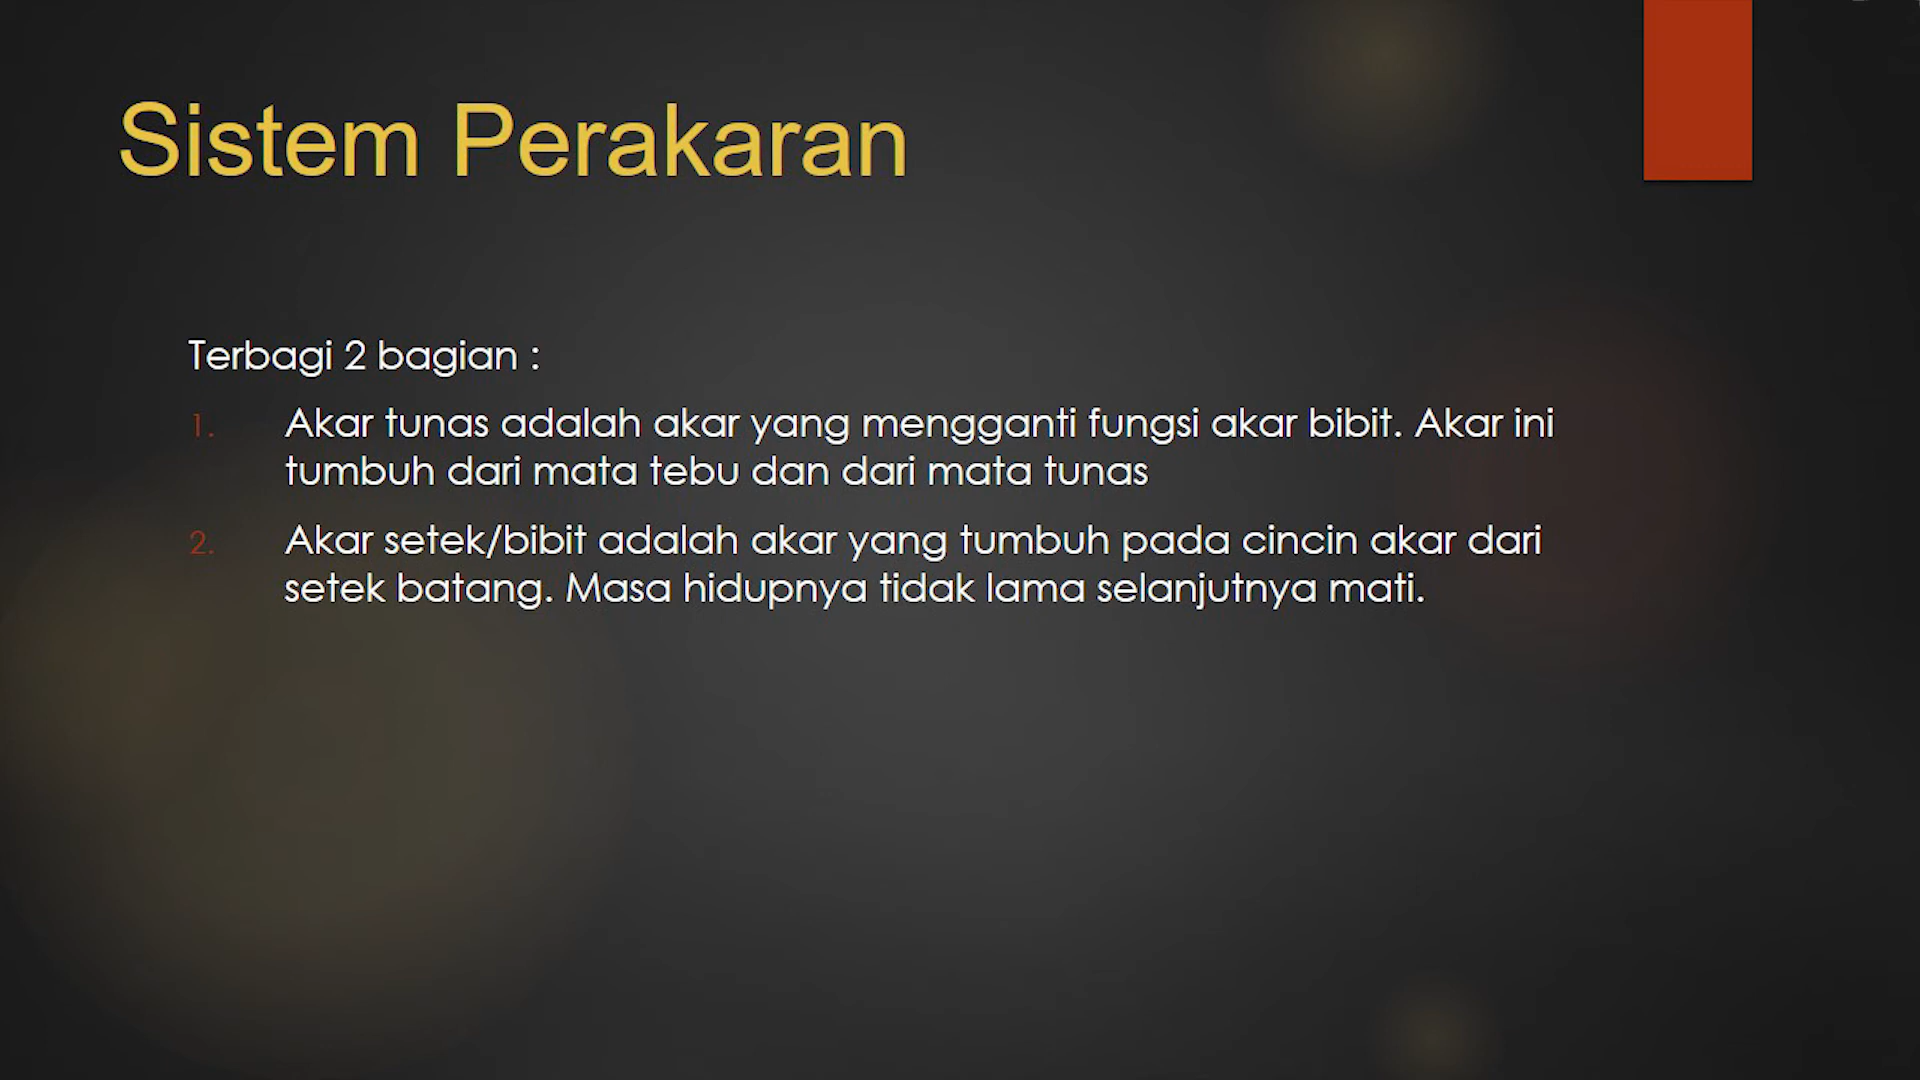 Sistem Perakaran
Terbagi 2 bagian :
1. Akar tunas adalah akar yang mengganti fungsi akar bibit. Akar ini
tumbuh dari mata tebu dan dari mata tunas
2. Akar setek/bibit adalah akar yang tumbuh pada cincin akar dari
setek batang. Masa hidupnya tidak lama selanjutnya mati.